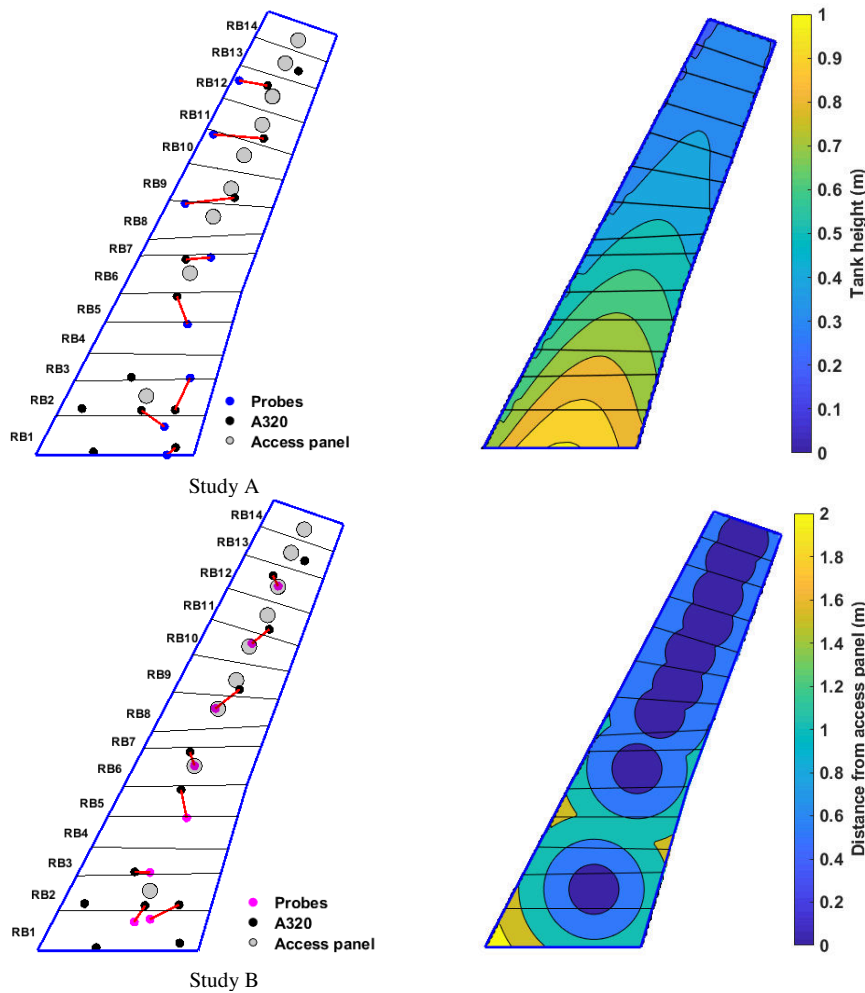 RB14
RB13
RB12
RB11
RB10
RB9
RB8
RB7
RB6
RB5
RB4
RB3
RB2
RB1
Probes
A320
Access panel
Study A
1
0.9
0.8
0.7
0.6
0.5
0.4
0.3
0.2
0.1
0
Tank height (m)
RB14
RB13
RB12
RB11
RB10
RB9
RB8
RB7
RB6
RB5
RB4
RB3
RB2
RB1
Probes
A320
Access panel
Study B
2
1.8
1.6
1.4
1.2
1
0.8
0.6
0.4
0.2
0
Distance from access panel (m)